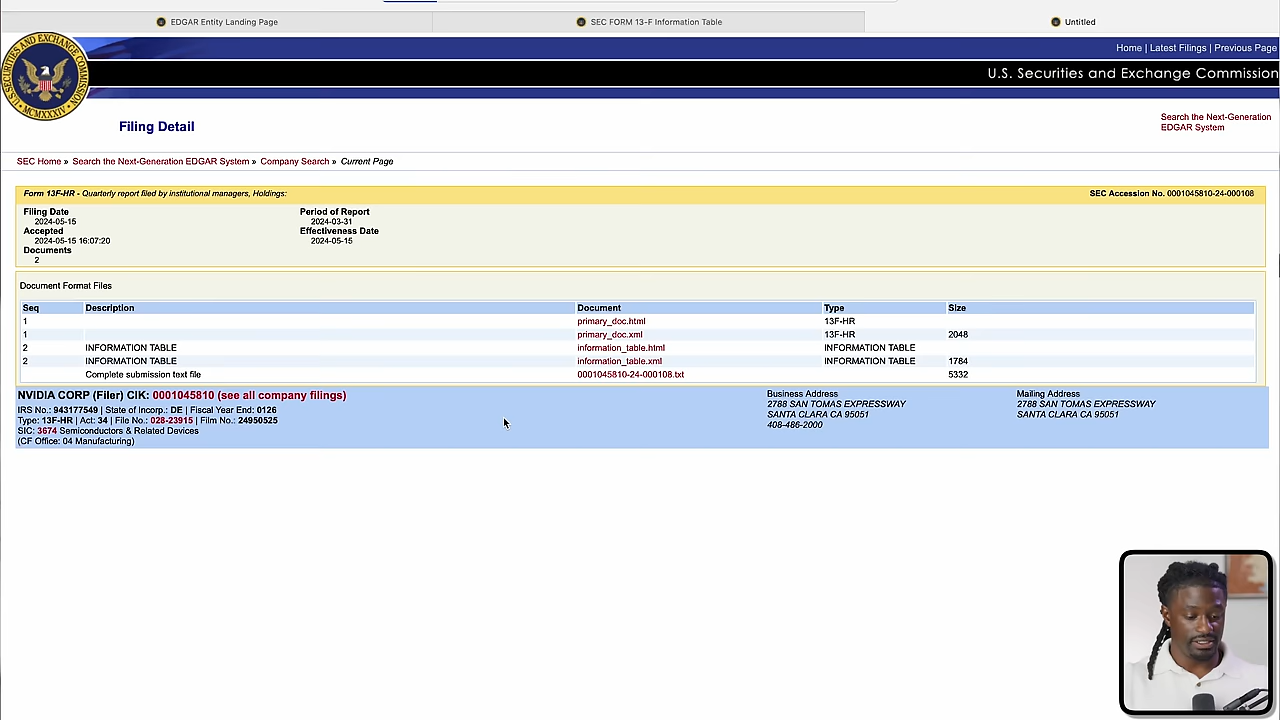 EDGAR Entity Landing Page
SEC FORM 13-F Information Table
Untitled
Home | Latest Filings | Previous Page
U.S. Securities and Exchange Commission
Filing Detail
Search the Next-Generation
EDGAR System
SEC Home » Search the Next-Generation EDGAR System » Company Search » Current Page
Form 13F-HR - Quarterly report filed by institutional managers, Holdings:
SEC Accession No. 0001045810-24-000108
Filing Date
2024-05-15
Accepted
2024-05-15 16:07:20
Documents
2
Period of Report
2024-03-31
Effectiveness Date
2024-05-15
Document Format Files
Seq Description Document Type Size
1 primary_doc.html 13F-HR
1 primary_doc.xml 13F-HR 2048
2 INFORMATION TABLE information_table.html INFORMATION TABLE
2 INFORMATION TABLE information_table.xml INFORMATION TABLE 1784
Complete submission text file 0001045810-24-000108.txt 5332
NVIDIA CORP (Filer) CIK: 0001045810 (see all company filings)
IRS No.: 943177549 | State of Incorp.: DE | Fiscal Year End: 0126
Type: 13F-HR | Act: 34 | File No.: 028-23915 | Film No.: 24950525
SIC: 3674 Semiconductors & Related Devices
(CF Office: 04 Manufacturing)
Business Address
2788 SAN TOMAS EXPRESSWAY
SANTA CLARA CA 95051
408-486-2000
Mailing Address
2788 SAN TOMAS EXPRESSWAY
SANTA CLARA CA 95051